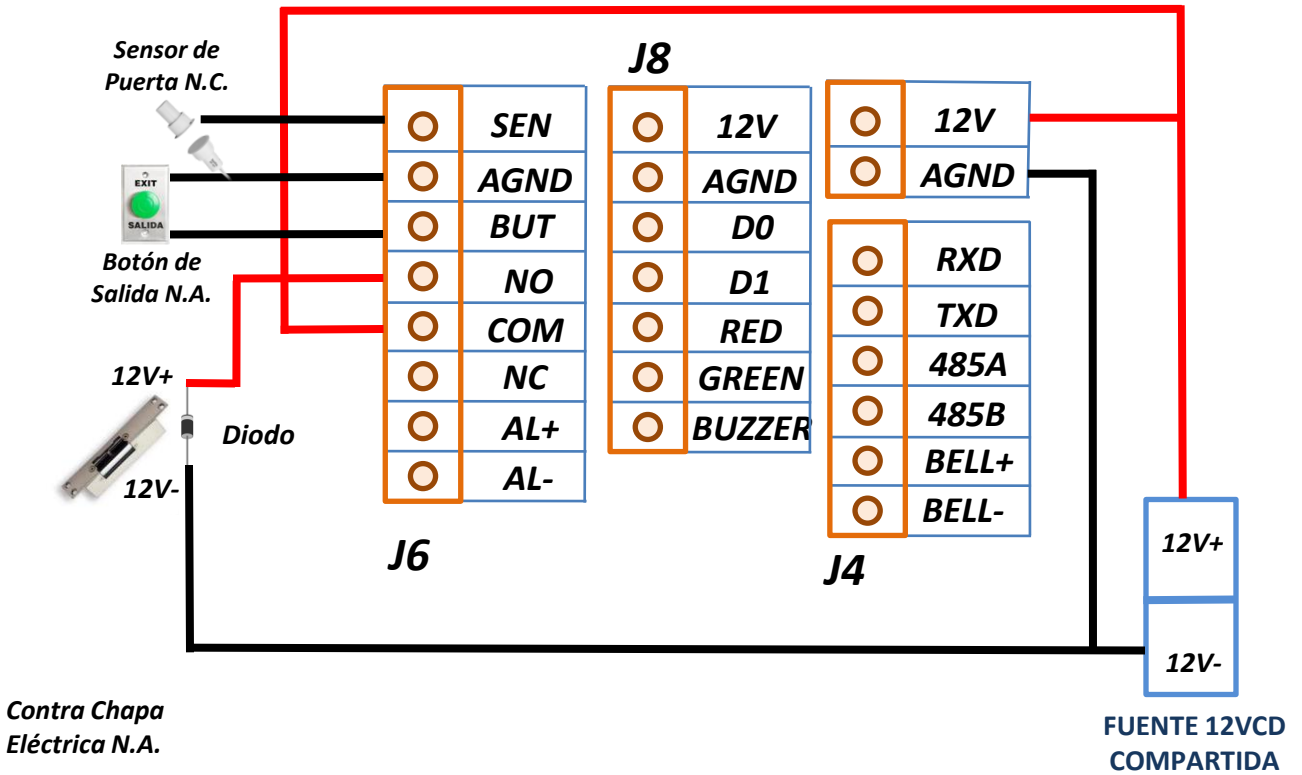 Sensor de
Puerta N.C.
EXIT
SALIDA
Botón de
Salida N.A.
12V+
Diodo
12V-
Contra Chapa
Eléctrica N.A.
SEN
AGND
BUT
NO
COM
NC
AL+
AL-
J6
J8
12V
AGND
D0
D1
RED
GREEN
BUZZER
12V
AGND
RXD
TXD
485A
485B
BELL+
BELL-
J4
12V+
12V-
FUENTE 12VCD
COMPARTIDA